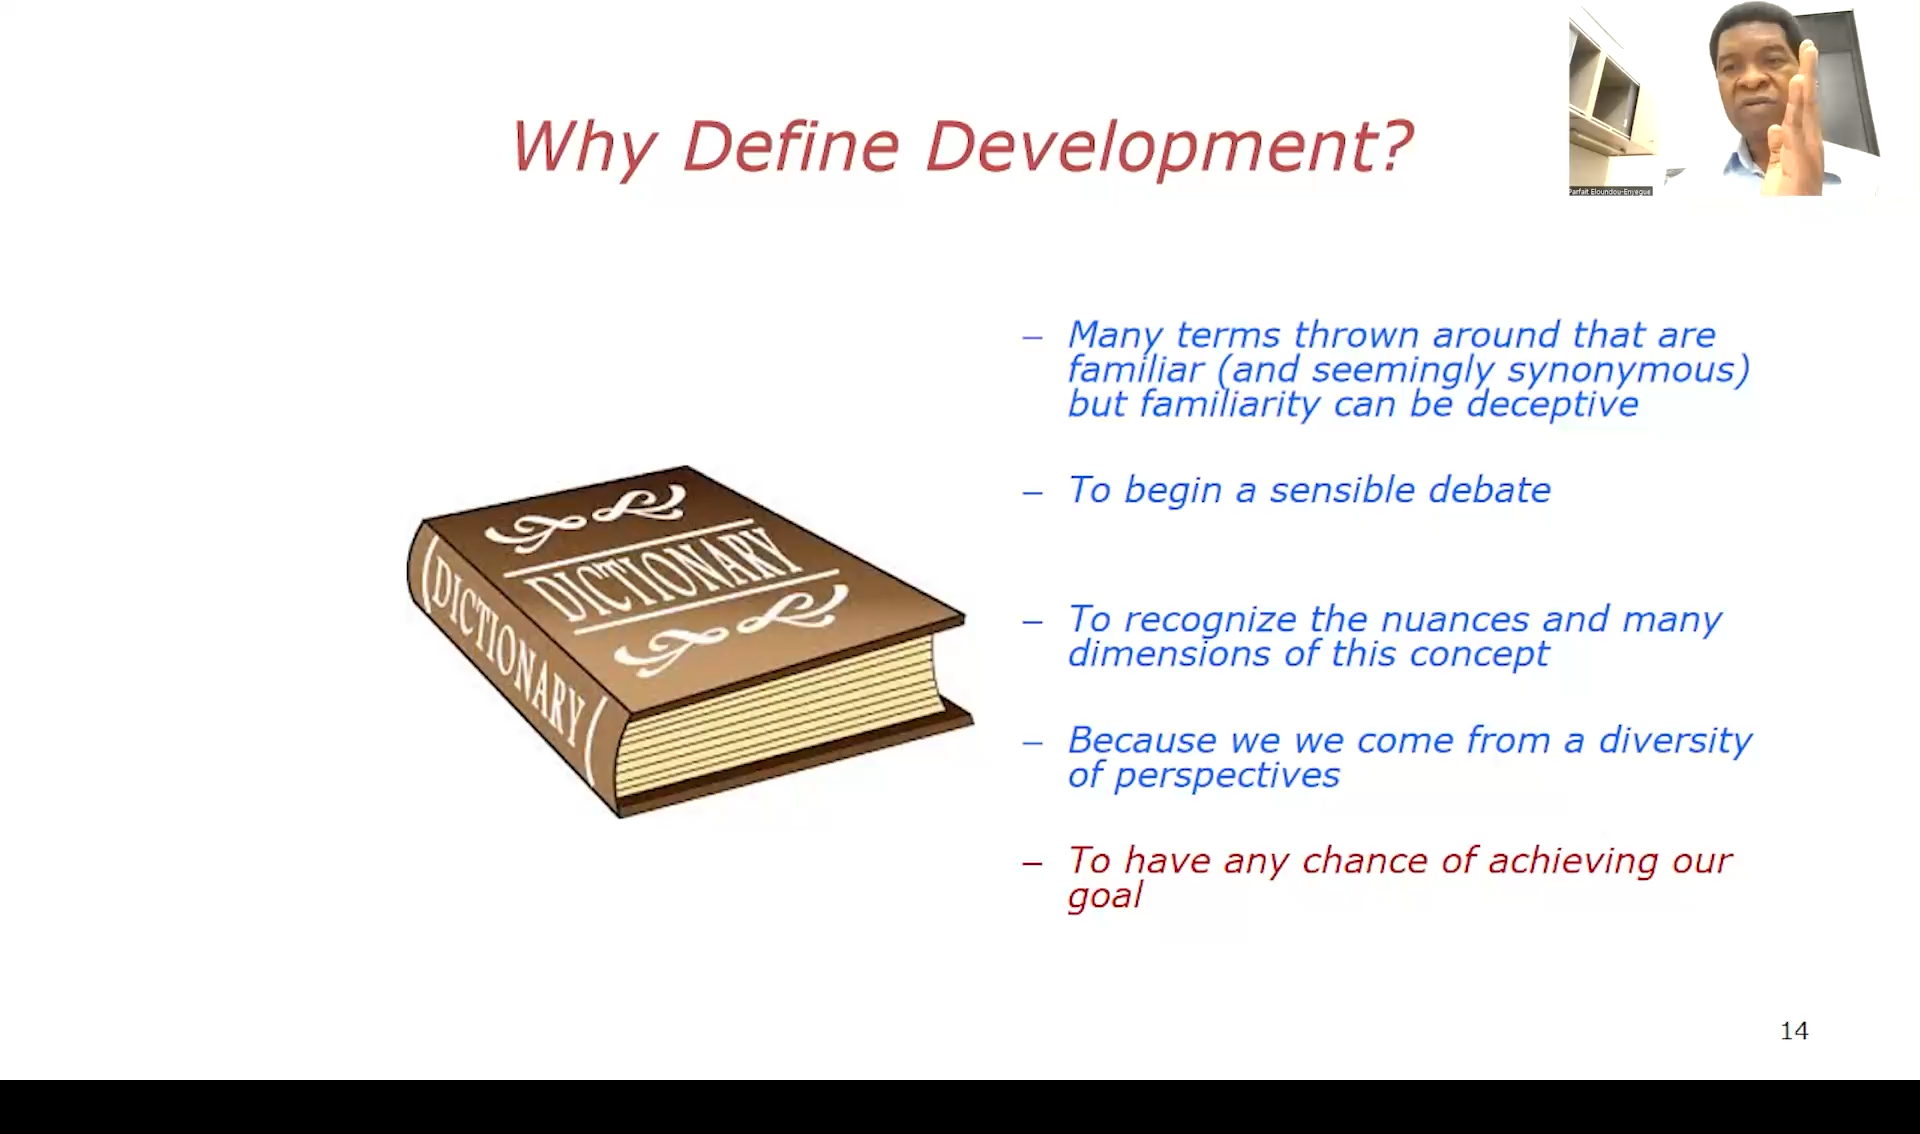 Why Define Development?
Parfait Eloundou-Enyegue
– Many terms thrown around that are
familiar (and seemingly synonymous)
but familiarity can be deceptive
– To begin a sensible debate
– To recognize the nuances and many
dimensions of this concept
– Because we we come from a diversity
of perspectives
– To have any chance of achieving our
goal
DICTIONARY
DICTIONARY
14